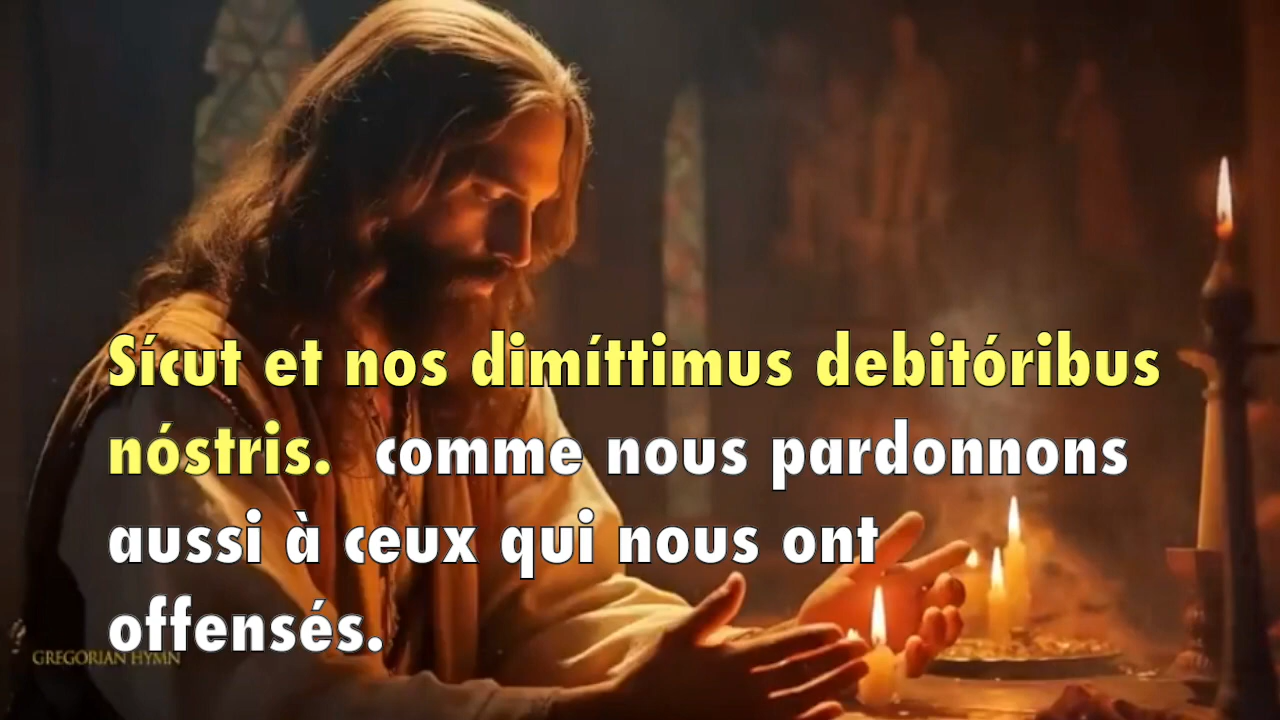 Sícut et nos dimíttimus debitóribus
nóstris. comme nous pardonnons
aussi à ceux qui nous ont
offensés.
GREGORIAN HYMN